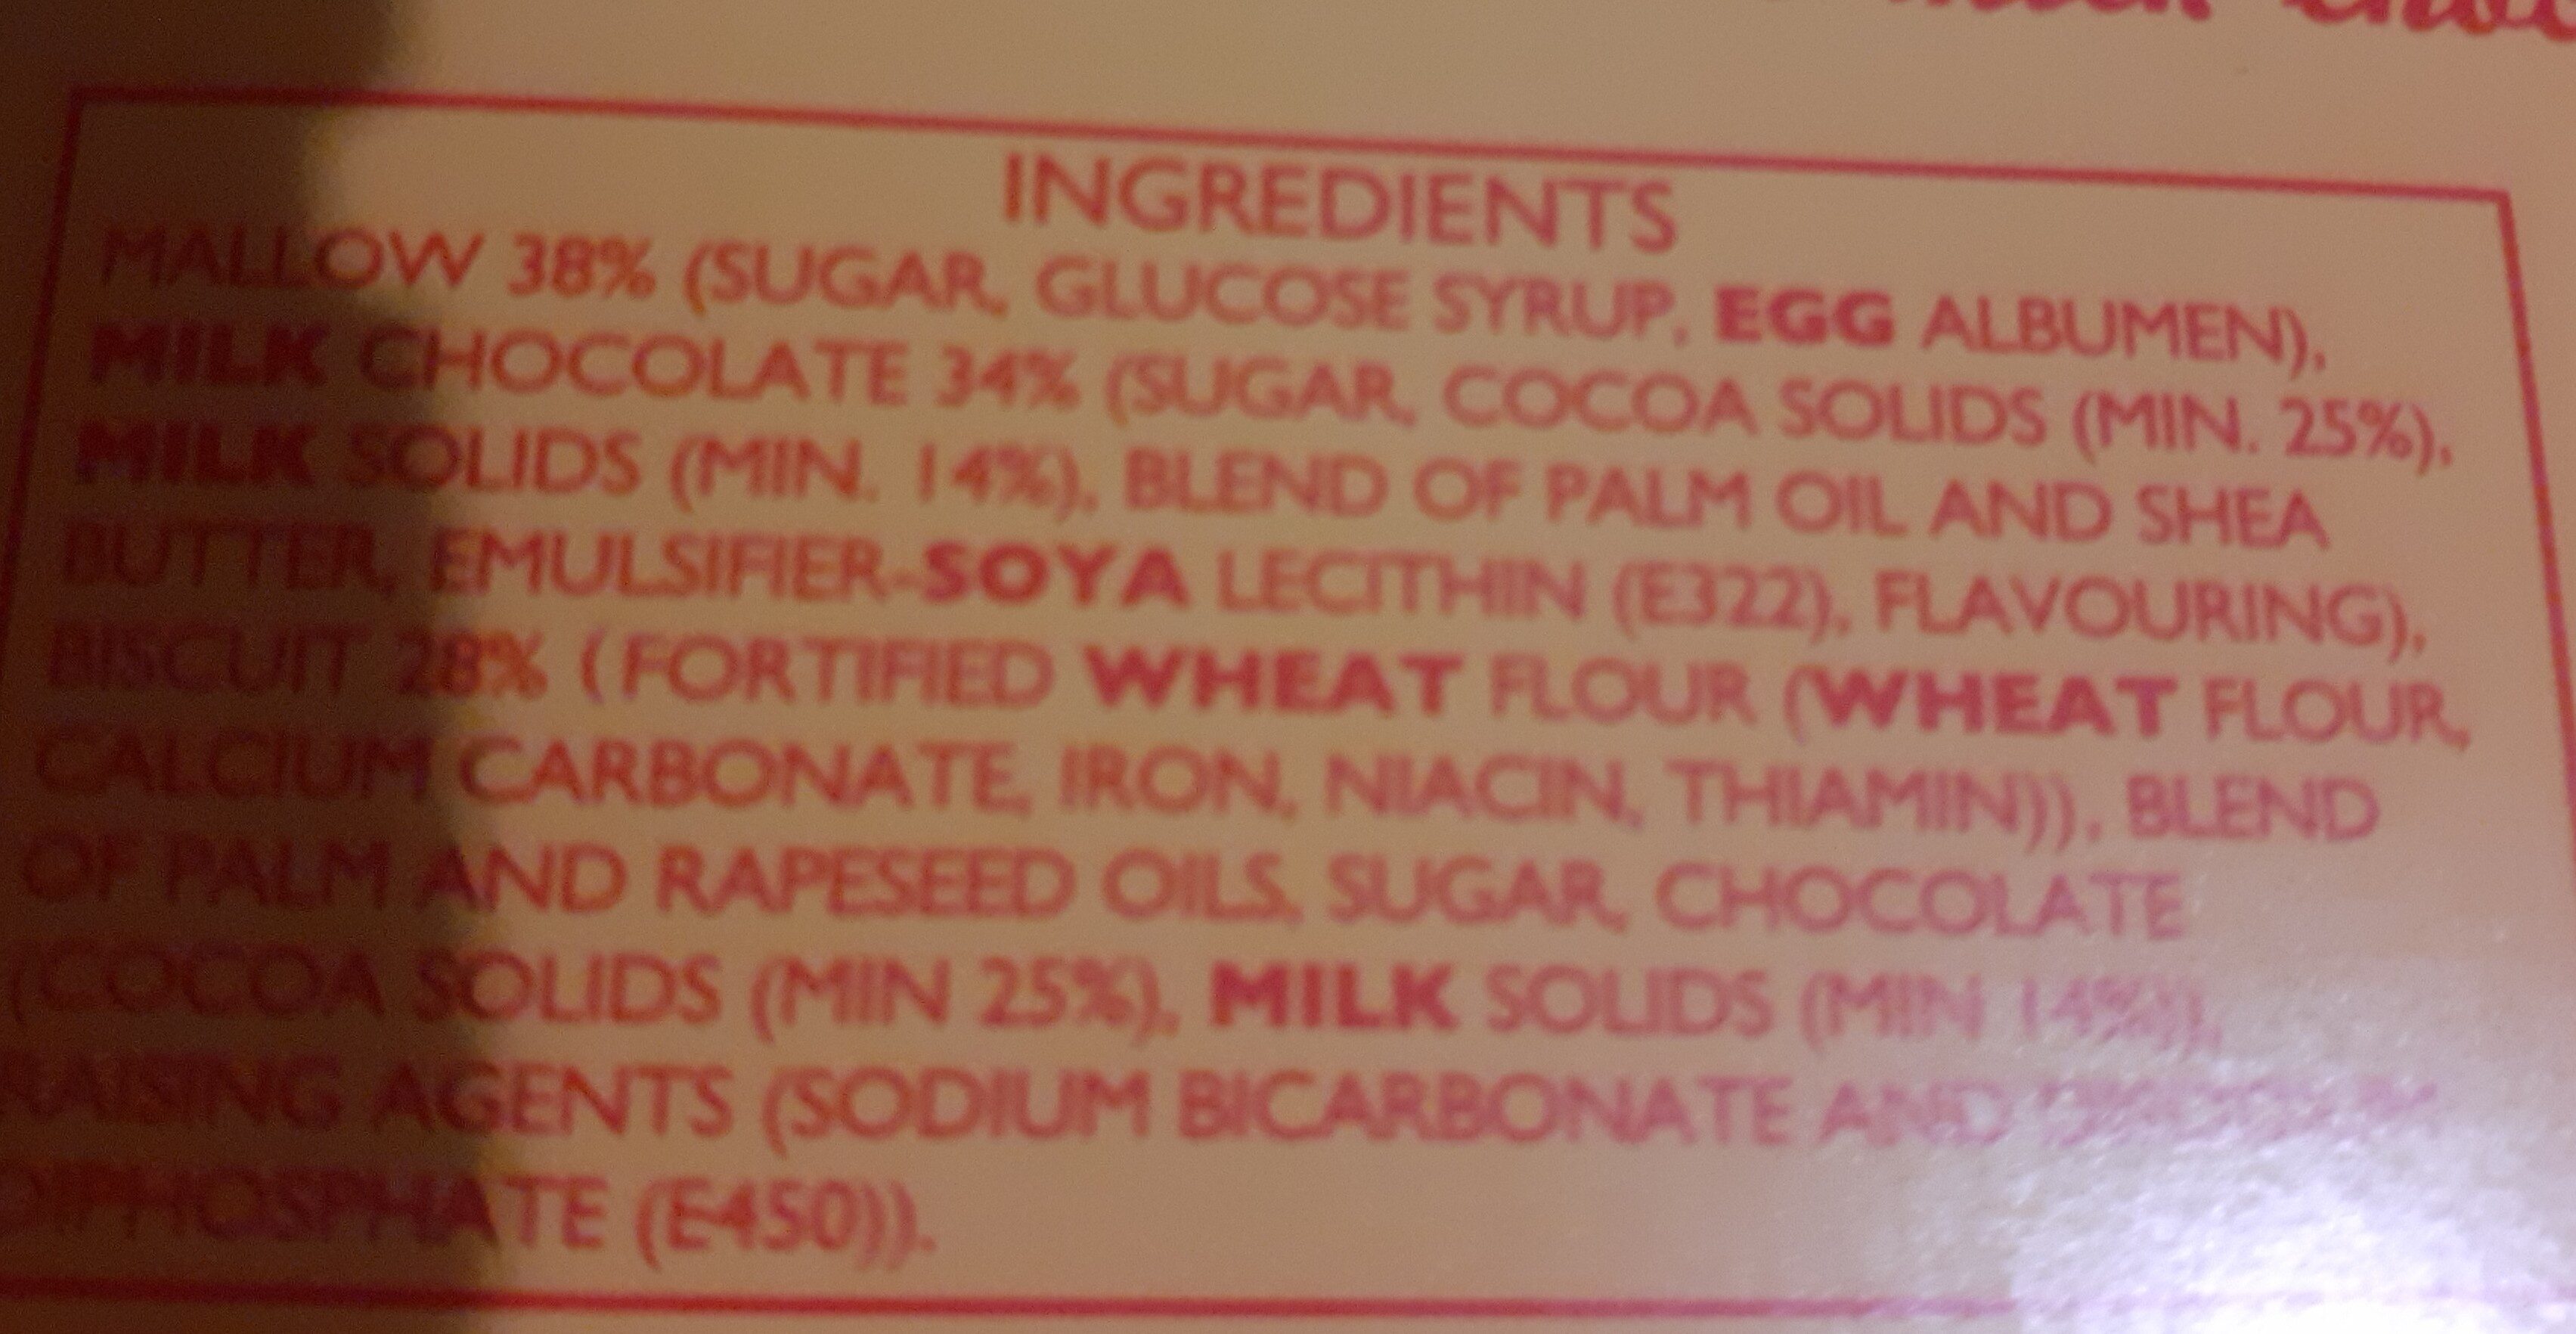 INGREDIENTS
MALLOW 38% (SUGAR, GLUCOSE SYRUP, EGG ALBUMEN),
MILK CHOCOLATE 34% (SUGAR, COCOA SOLIDS (MIN. 25%),
MILK SOLIDS (MIN. 14%), BLEND OF PALM OIL AND SHEA
BUTTER, EMULSIFIER-SOYA LECITHIN (E322), FLAVOURING),
BISCUIT 28% (FORTIFIED WHEAT FLOUR (WHEAT FLOUR,
CALCIUM CARBONATE, IRON, NIACIN, THIAMIN)), BLEND
OF PALM AND RAPESEED OILS, SUGAR, CHOCOLATE
(COCOA SOLIDS (MIN 25%), MILK SOLIDS (MIN 14%)),
RAISING AGENTS (SODIUM BICARBONATE AND
DIPHOSPHATE (E450)).